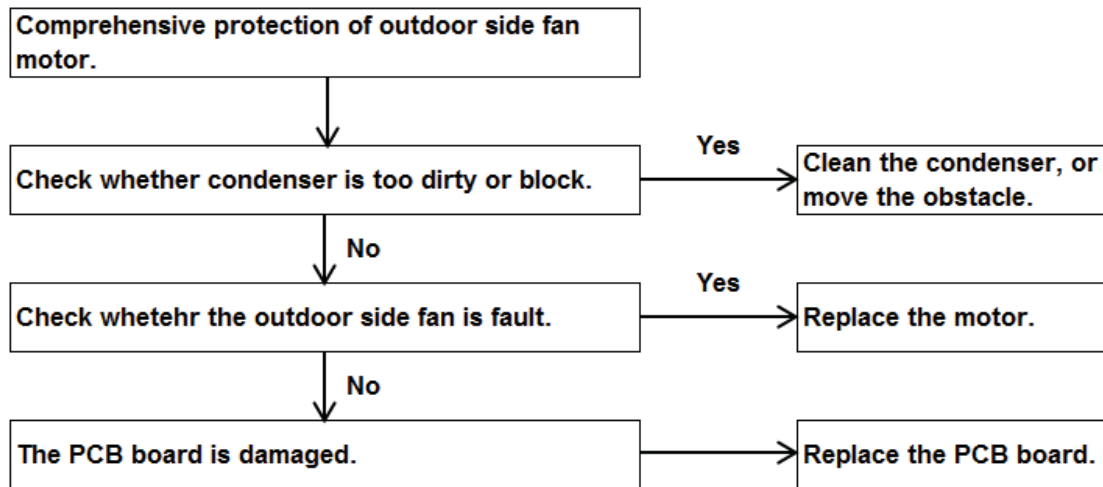 Comprehensive protection of outdoor side fan
motor.
Yes
Check whether condenser is too dirty or block.
Clean the condenser, or
move the obstacle.
No
Yes
Check whetehr the outdoor side fan is fault.
Replace the motor.
No
The PCB board is damaged.
Replace the PCB board.